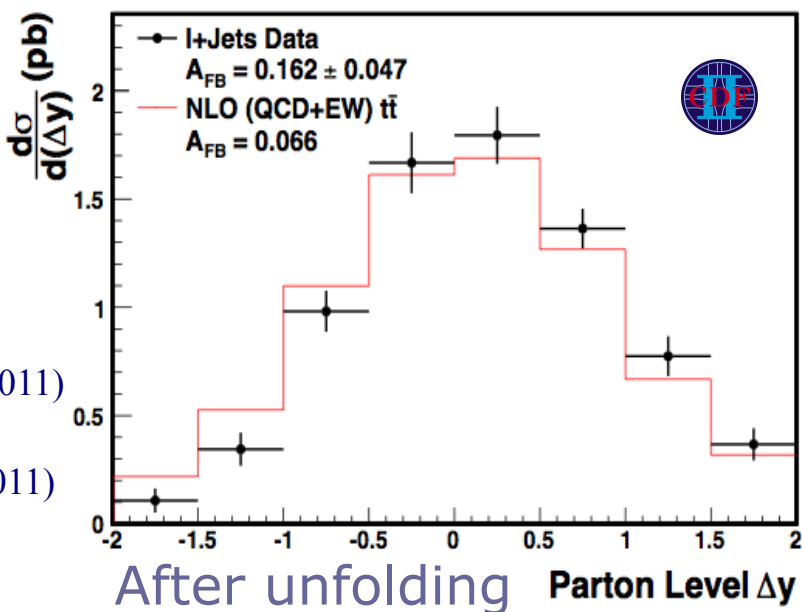 dσ
d(Δy) (pb)
l+Jets Data
A_FB = 0.162 ± 0.047
NLO (QCD+EW) tt̄
A_FB = 0.066
CDF
II
2
1.5
1
0.5
0
011)
011)
-2 -1.5 -1 -0.5 0 0.5 1 1.5 2
After unfolding Parton Level Δy